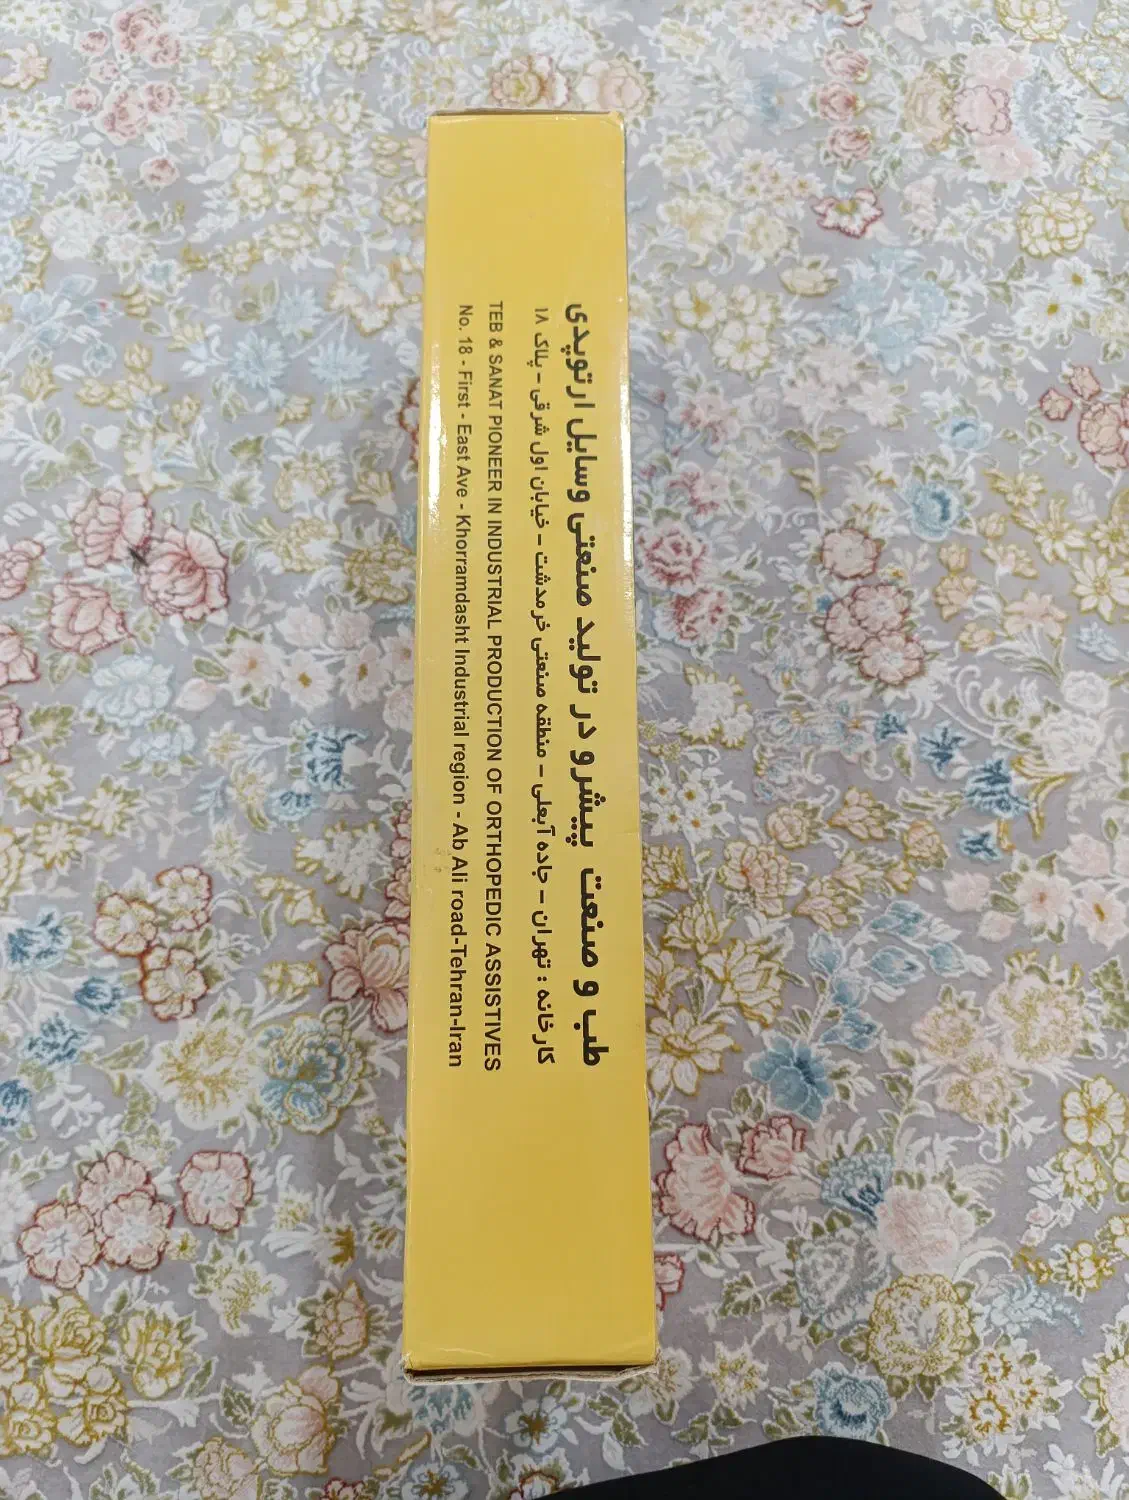 طب و صنعت پیشرو در تولید صنعتی وسایل ارتوپدی
کارخانه : تهران - جاده آبعلی - منطقه صنعتی خرمدشت - خیابان اول شرقی - پلاک ۱۸
TEB & SANAT PIONEER IN INDUSTRIAL PRODUCTION OF ORTHOPEDIC ASSISTIVES
No. 18 - First - East Ave - Khorramdasht Industrial region - Ab Ali road-Tehran-Iran